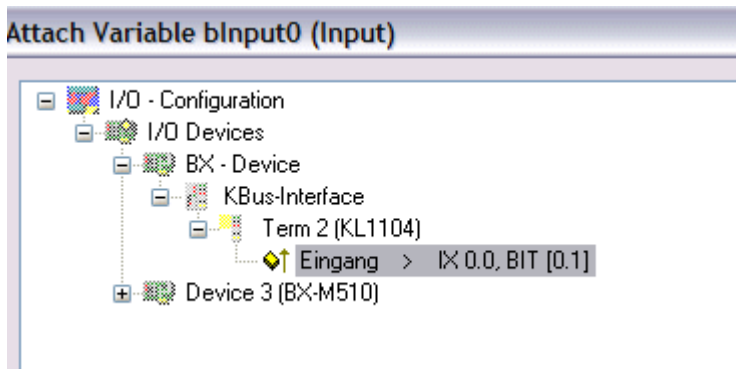 Attach Variable bInput0 (Input)
I/O - Configuration
I/O Devices
BX - Device
KBus-Interface
Term 2 (KL1104)
Eingang > IX 0.0, BIT [0.1]
Device 3 (BX-M510)